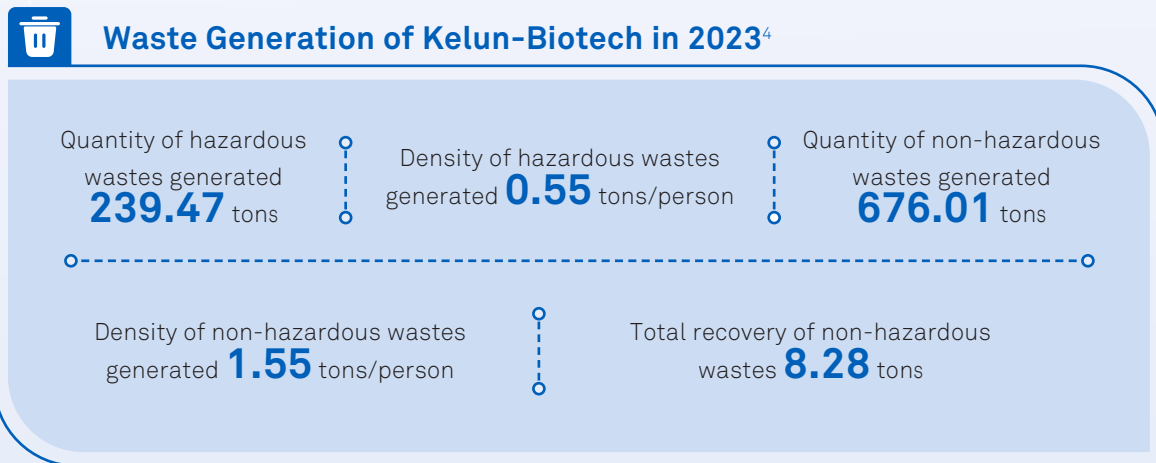 Waste Generation of Kelun-Biotech in 2023⁴
Quantity of hazardous
wastes generated
239.47 tons
Density of hazardous wastes
generated 0.55 tons/person
Quantity of non-hazardous
wastes generated
676.01 tons
Density of non-hazardous wastes
generated 1.55 tons/person
Total recovery of non-hazardous
wastes 8.28 tons